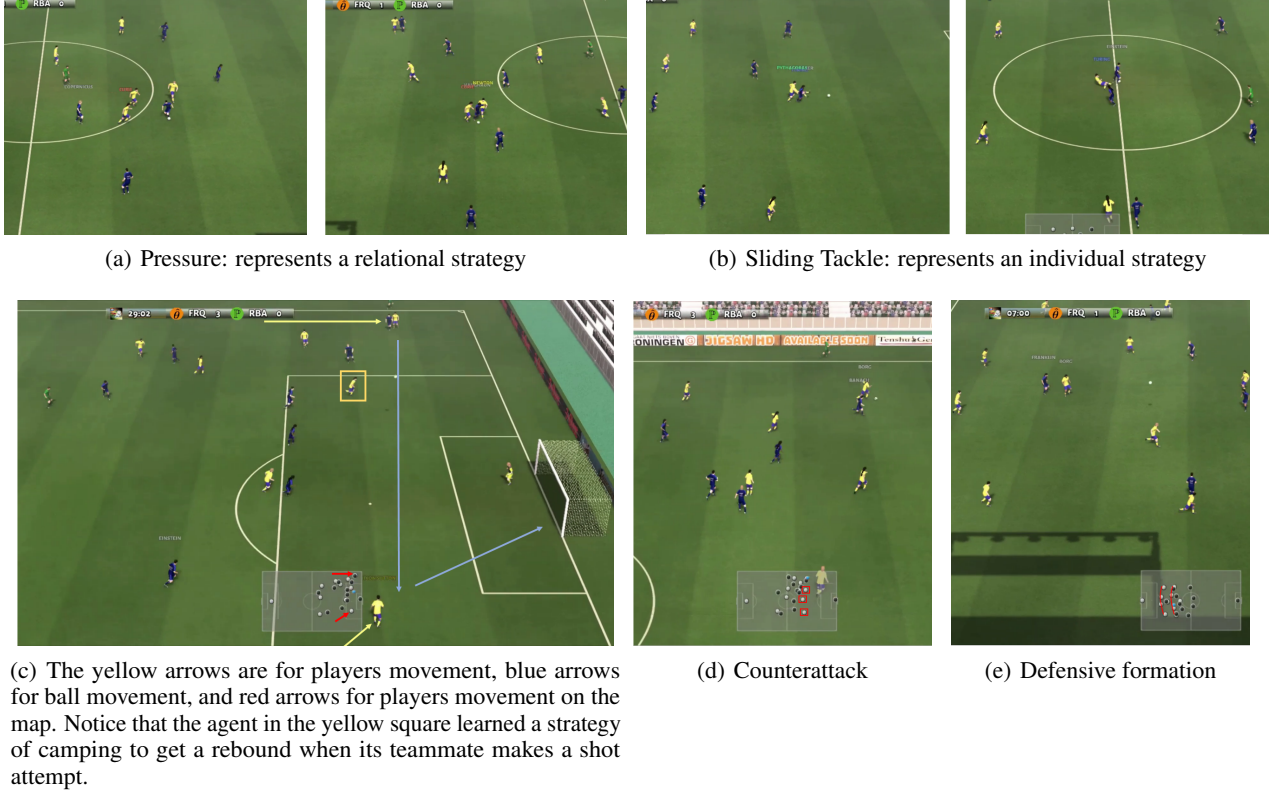 RBA 0
FRQ 1 RBA 0
(a) Pressure: represents a relational strategy
(b) Sliding Tackle: represents an individual strategy
29:02 FRQ 3 RBA 0
EINSTEIN
FRQ 3 RBA 0
RONINGEN JIGSAW HD AVAILABLE SOON
07:00 FRQ 1 RBA 0
FRANKLIN
(c) The yellow arrows are for players movement, blue arrows
for ball movement, and red arrows for players movement on the
map. Notice that the agent in the yellow square learned a strategy
of camping to get a rebound when its teammate makes a shot
attempt.
(d) Counterattack
(e) Defensive formation